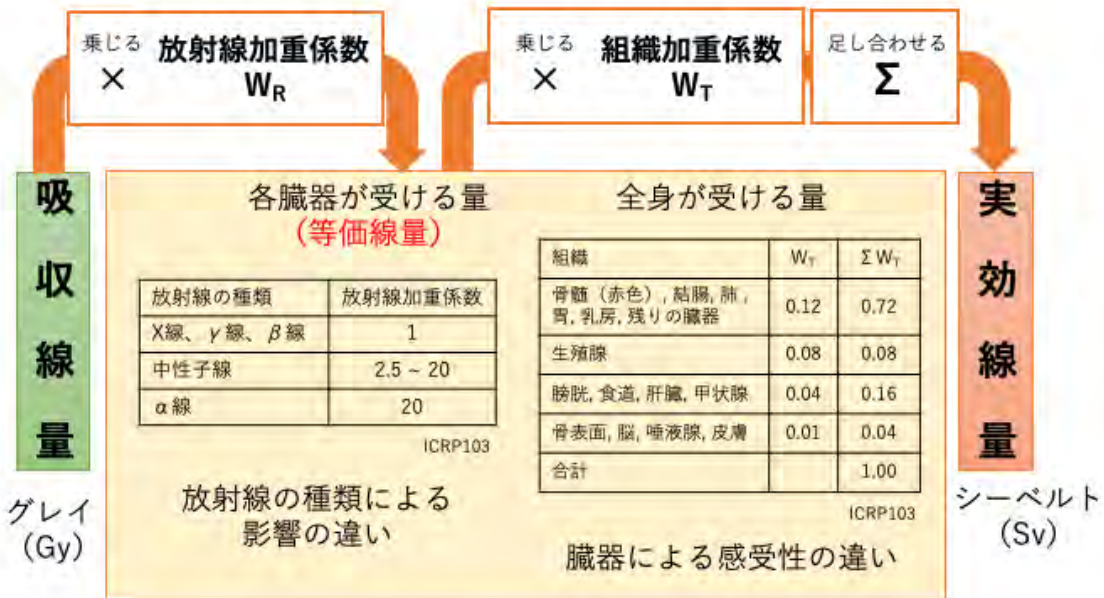 乗じる
×
放射線加重係数
W_R
乗じる
×
組織加重係数
W_T
足し合わせる
Σ
吸収線量
グレイ
(Gy)
各臓器が受ける量
(等価線量)
放射線の種類 放射線加重係数
X線、γ線、β線 1
中性子線 2.5 ~ 20
α線 20
ICRP103
放射線の種類による
影響の違い
全身が受ける量
組織 W_T Σ W_T
骨髄（赤色）, 結腸, 肺,
胃, 乳房, 残りの臓器 0.12 0.72
生殖腺 0.08 0.08
膀胱, 食道, 肝臓, 甲状腺 0.04 0.16
骨表面, 脳, 唾液腺, 皮膚 0.01 0.04
合計 1.00
ICRP103
臓器による感受性の違い
実効線量
シーベルト
(Sv)